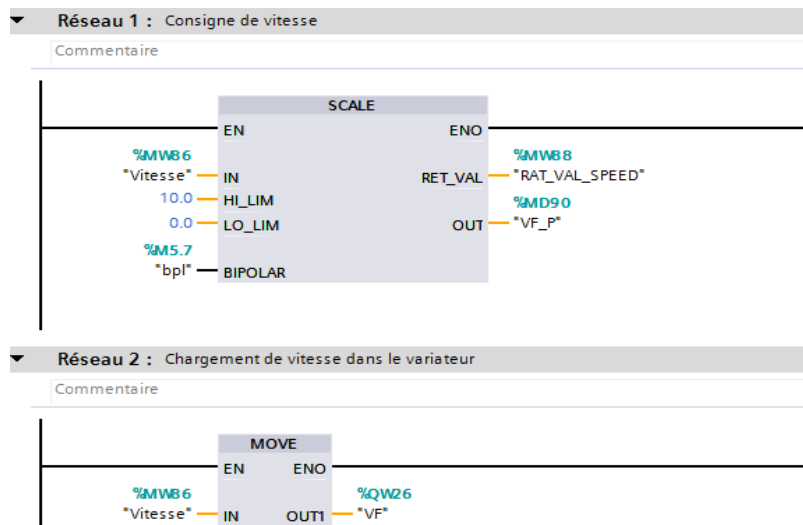 Réseau 1 : Consigne de vitesse
Commentaire
SCALE
EN ENO
%MW86 %MW88
"Vitesse" IN RET_VAL "RAT_VAL_SPEED"
10.0 HI_LIM %MD90
0.0 LO_LIM OUT "VF_P"
%M5.7
"bpl" BIPOLAR
Réseau 2 : Chargement de vitesse dans le variateur
Commentaire
MOVE
EN ENO
%MW86 %QW26
"Vitesse" IN OUT1 "VF"